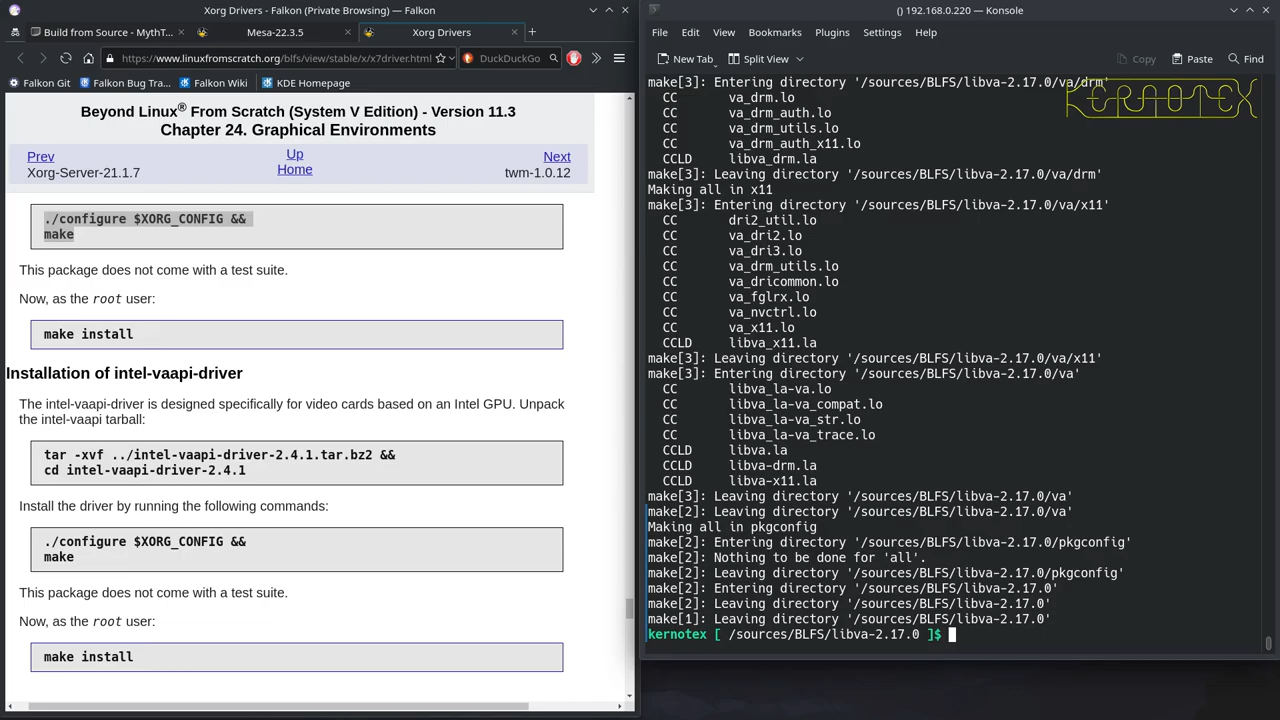 Xorg Drivers - Falkon (Private Browsing) — Falkon
Build from Source - MythT...
Mesa-22.3.5
Xorg Drivers
https://www.linuxfromscratch.org/blfs/view/stable/x/x7driver.html
DuckDuckGo
Falkon Git
Falkon Bug Tra...
Falkon Wiki
KDE Homepage
Beyond Linux® From Scratch (System V Edition) - Version 11.3
Chapter 24. Graphical Environments
Prev
Up
Next
Xorg-Server-21.1.7
Home
twm-1.0.12
./configure $XORG_CONFIG &&
make
This package does not come with a test suite.
Now, as the root user:
make install
Installation of intel-vaapi-driver
The intel-vaapi-driver is designed specifically for video cards based on an Intel GPU. Unpack
the intel-vaapi tarball:
tar -xvf ../intel-vaapi-driver-2.4.1.tar.bz2 &&
cd intel-vaapi-driver-2.4.1
Install the driver by running the following commands:
./configure $XORG_CONFIG &&
make
This package does not come with a test suite.
Now, as the root user:
make install
() 192.168.0.220 — Konsole
File Edit View Bookmarks Plugins Settings Help
New Tab Split View Copy Paste Find
KERNOTEX
make[3]: Entering directory '/sources/BLFS/libva-2.17.0/va/drm'
CC va_drm.lo
CC va_drm_auth.lo
CC va_drm_utils.lo
CC va_drm_auth_x11.lo
CCLD libva_drm.la
make[3]: Leaving directory '/sources/BLFS/libva-2.17.0/va/drm'
Making all in x11
make[3]: Entering directory '/sources/BLFS/libva-2.17.0/va/x11'
CC dri2_util.lo
CC va_dri2.lo
CC va_dri3.lo
CC va_drm_utils.lo
CC va_dricommon.lo
CC va_fglrx.lo
CC va_nvctrl.lo
CC va_x11.lo
CCLD libva_x11.la
make[3]: Leaving directory '/sources/BLFS/libva-2.17.0/va/x11'
make[3]: Entering directory '/sources/BLFS/libva-2.17.0/va'
CC libva_la-va.lo
CC libva_la-va_compat.lo
CC libva_la-va_str.lo
CC libva_la-va_trace.lo
CCLD libva.la
CCLD libva-drm.la
CCLD libva-x11.la
make[3]: Leaving directory '/sources/BLFS/libva-2.17.0/va'
make[2]: Leaving directory '/sources/BLFS/libva-2.17.0/va'
Making all in pkgconfig
make[2]: Entering directory '/sources/BLFS/libva-2.17.0/pkgconfig'
make[2]: Nothing to be done for 'all'.
make[2]: Leaving directory '/sources/BLFS/libva-2.17.0/pkgconfig'
make[2]: Entering directory '/sources/BLFS/libva-2.17.0'
make[2]: Leaving directory '/sources/BLFS/libva-2.17.0'
make[1]: Leaving directory '/sources/BLFS/libva-2.17.0'
kernotex [ /sources/BLFS/libva-2.17.0 ]$